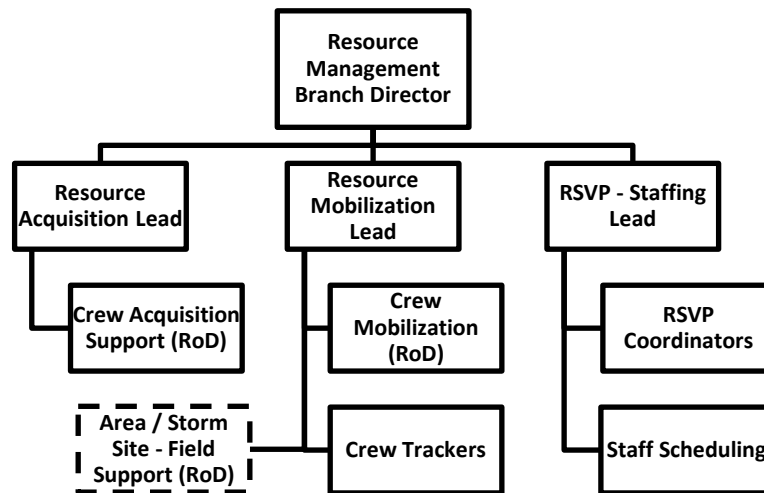 Resource
Management
Branch Director
Resource
Acquisition Lead
Resource
Mobilization
Lead
RSVP - Staffing
Lead
Crew Acquisition
Support (RoD)
Crew
Mobilization
(RoD)
RSVP
Coordinators
Area / Storm
Site - Field
Support (RoD)
Crew Trackers
Staff Scheduling